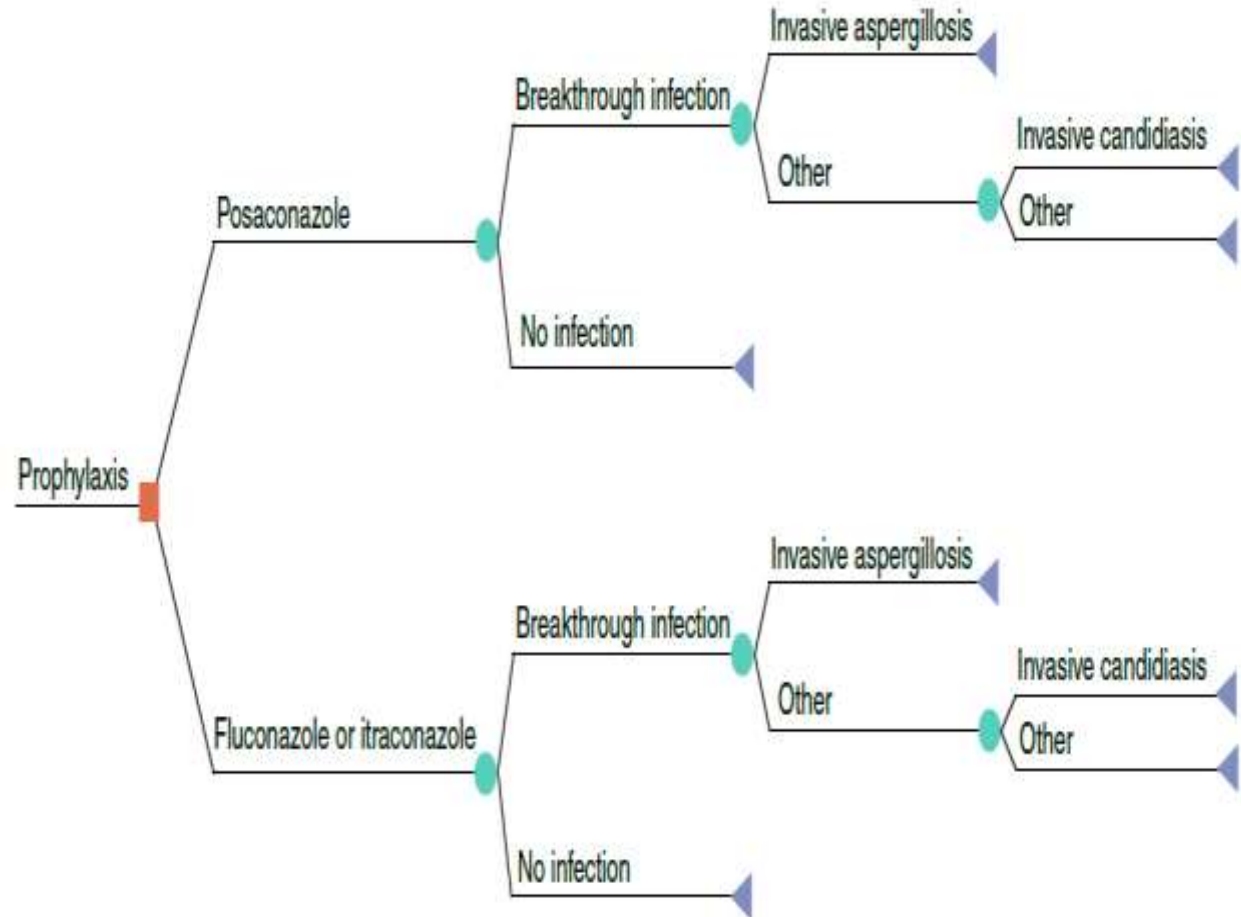 Invasive aspergillosis
Breakthrough infection
Invasive candidiasis
Other
Other
Posaconazole
No infection
Prophylaxis
Invasive aspergillosis
Breakthrough infection
Invasive candidiasis
Other
Other
Fluconazole or itraconazole
No infection